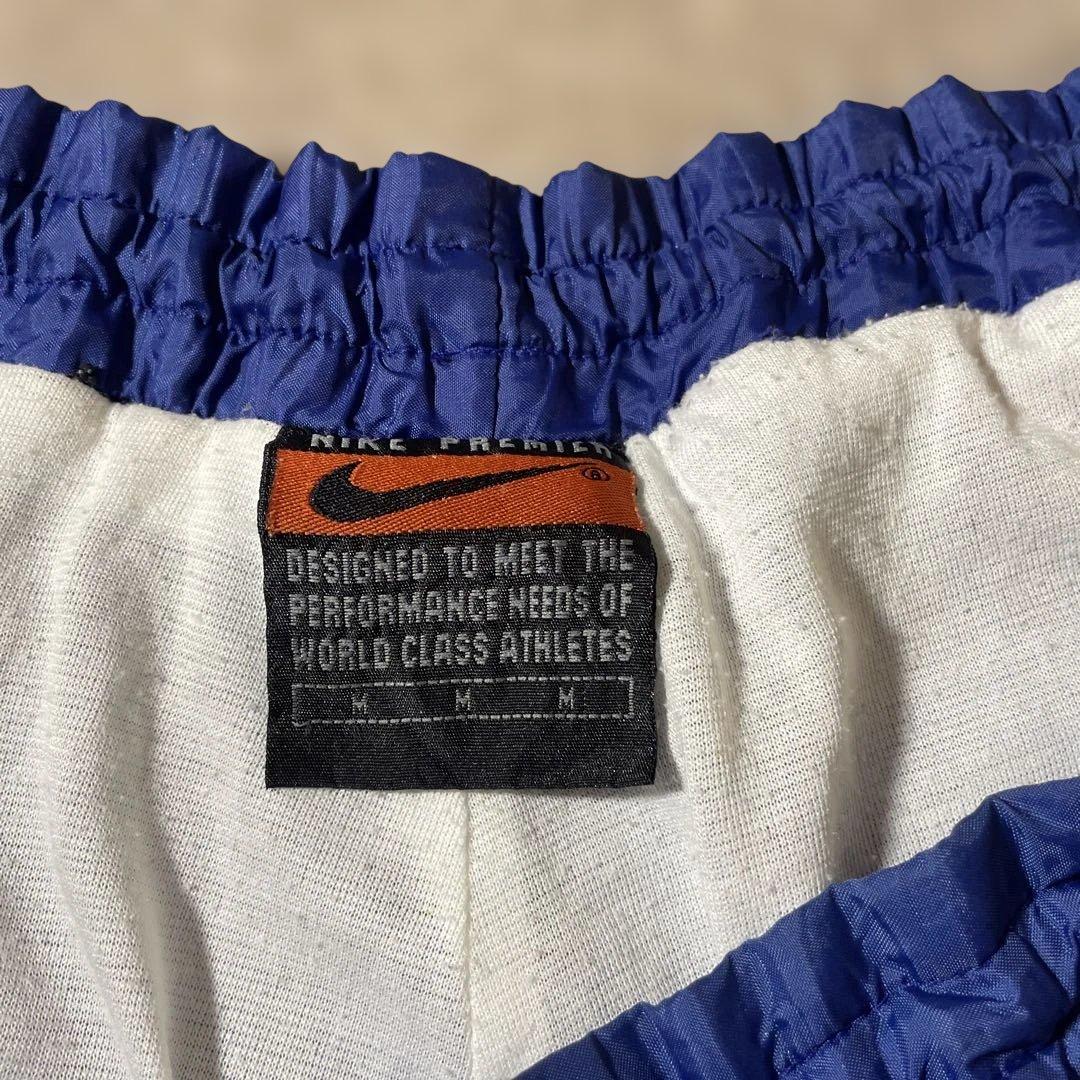 NIKE PREMIER
®
DESIGNED TO MEET THE
PERFORMANCE NEEDS OF
WORLD CLASS ATHLETES
M M M